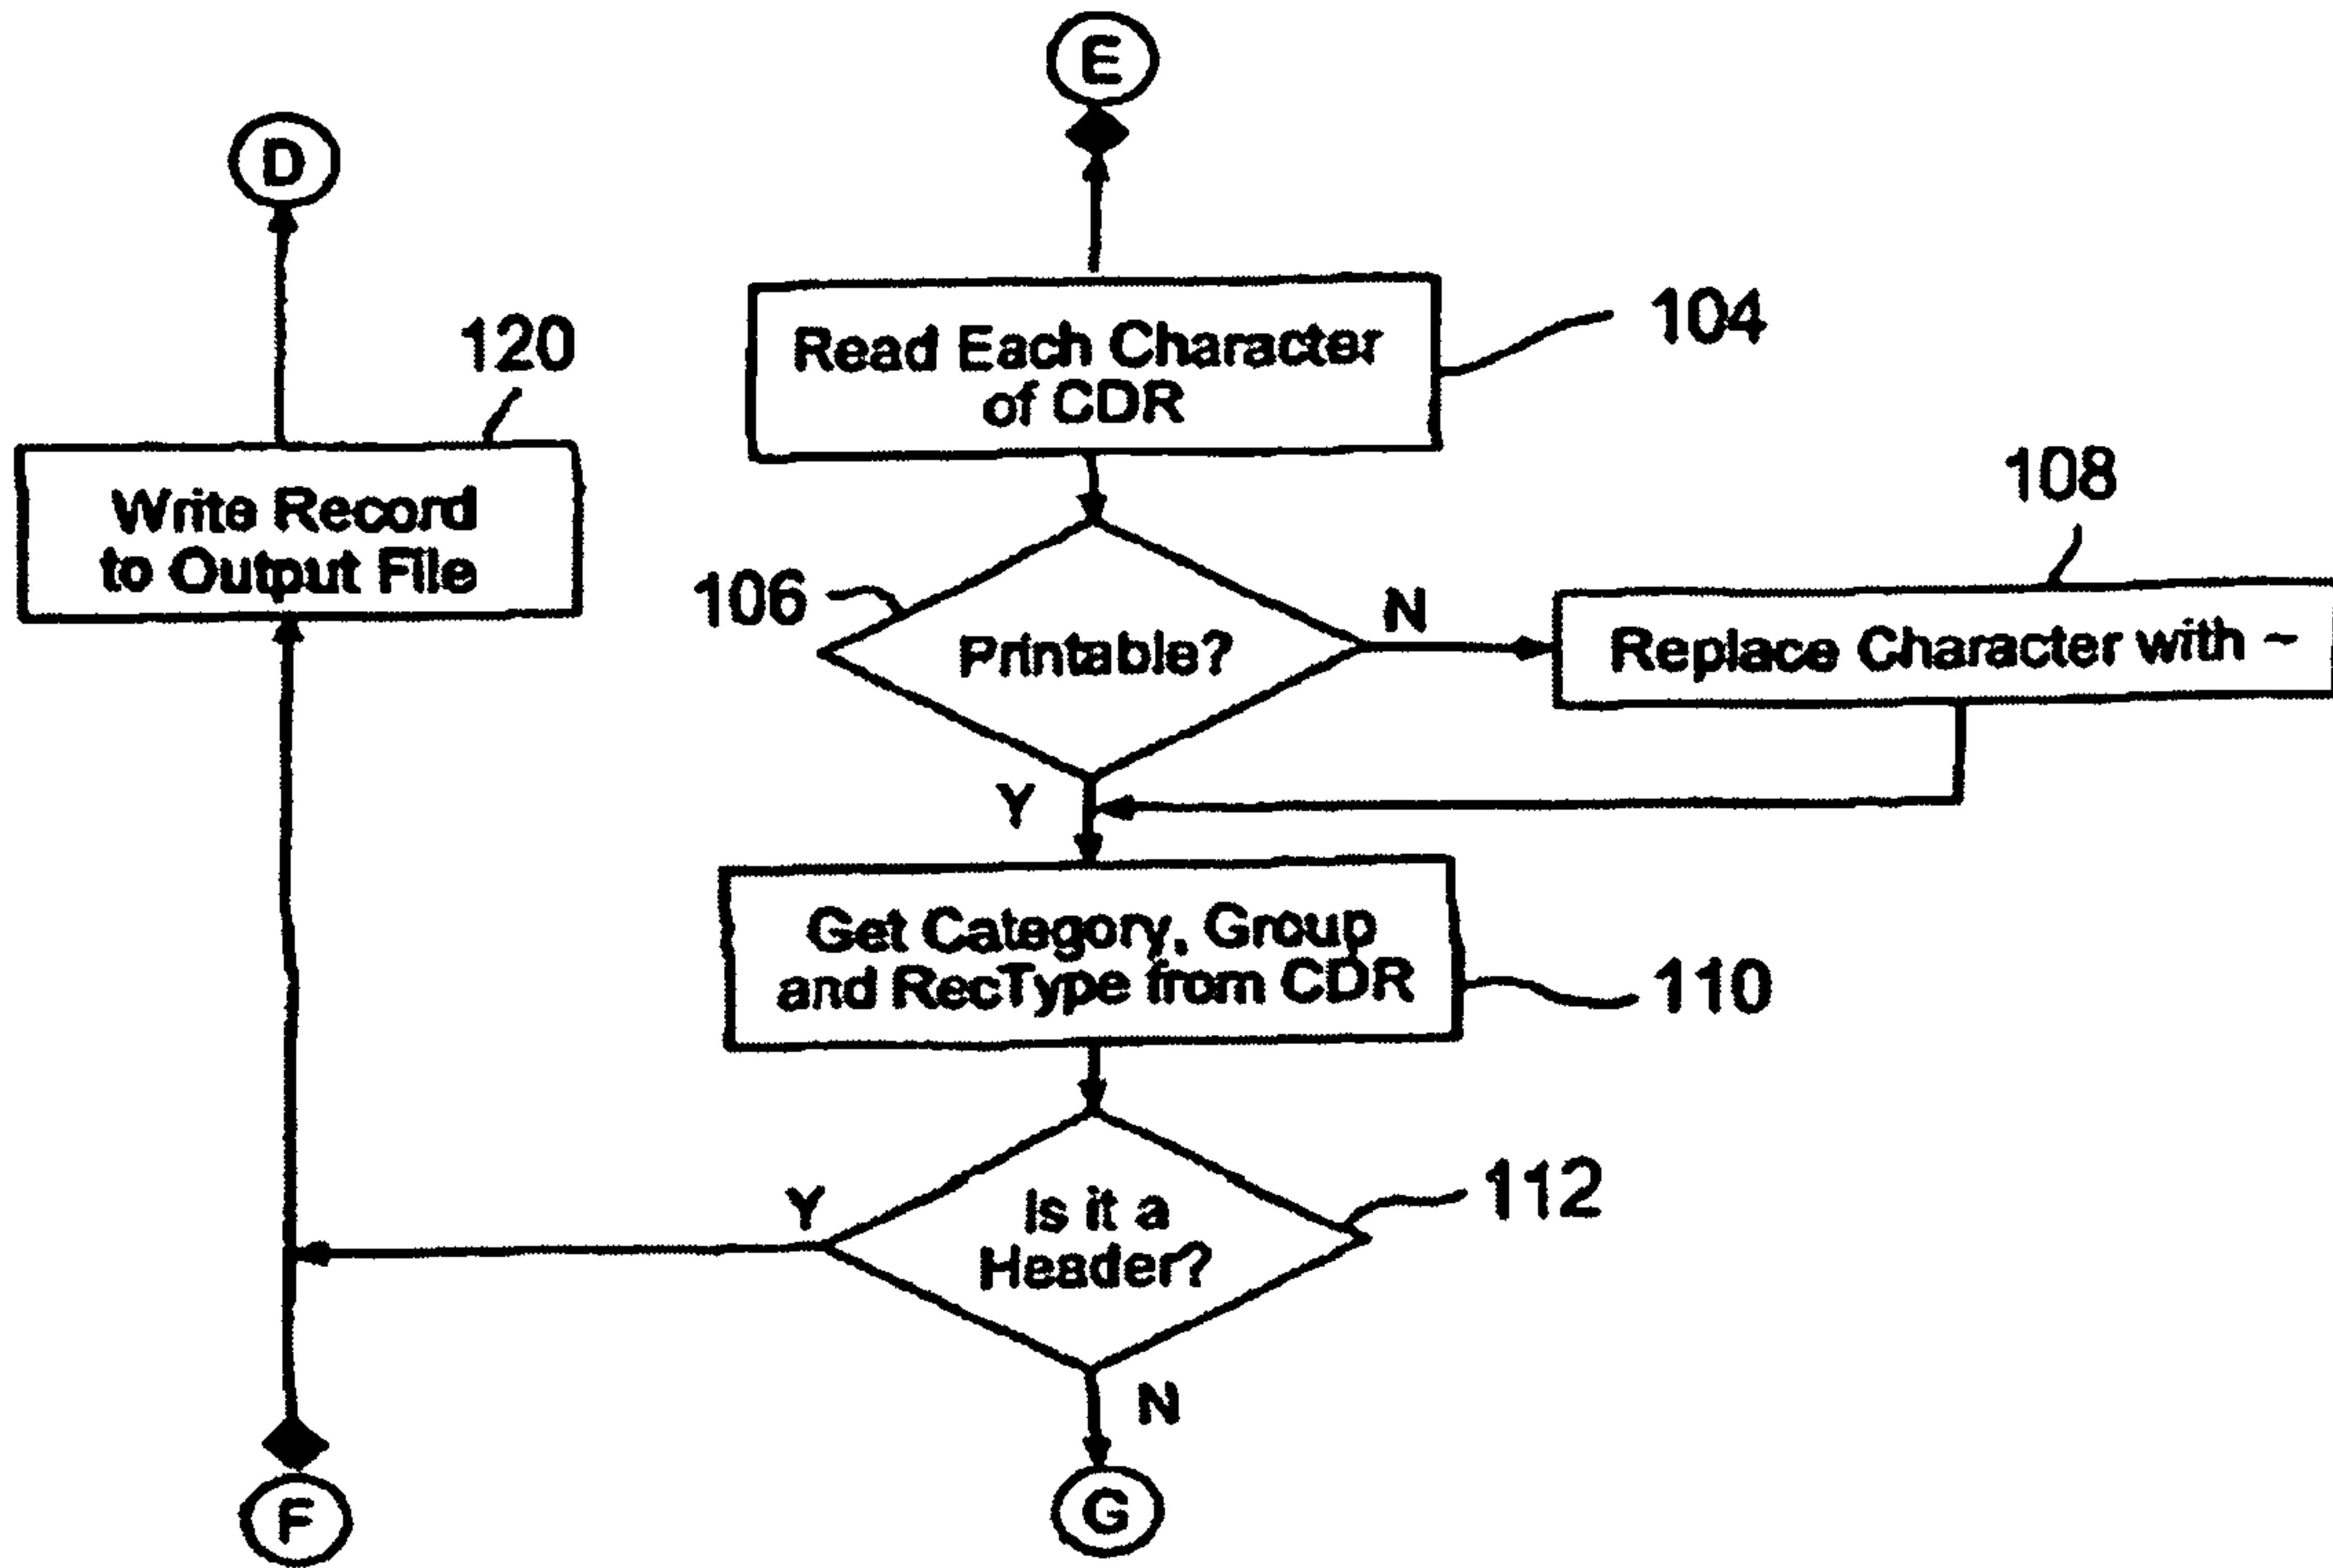 E
D
120
Read Each Character
of CDR
104
Write Record
to Output File
108
106
Printable?
N
Replace Character with ~
Y
Get Category, Group
and RecType from CDR
110
Y
Is it a
Header?
112
N
F
G